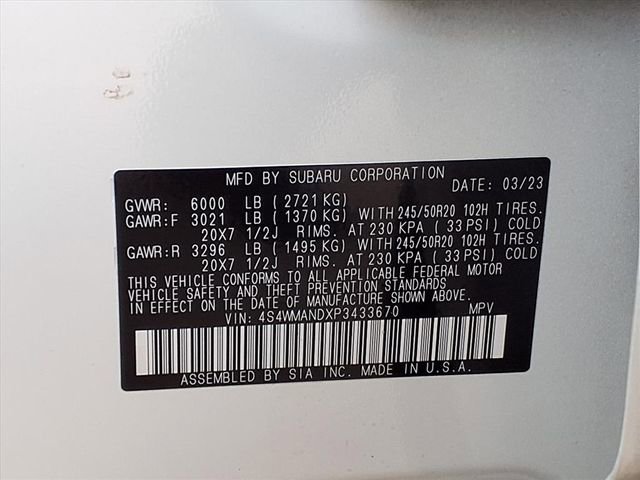 MFD BY SUBARU CORPORATION
DATE: 03/23
GVWR: 6000 LB (2721 KG)
GAWR:F 3021 LB (1370 KG) WITH 245/50R20 102H TIRES.
20X7 1/2J RIMS. AT 230 KPA (33 PSI) COLD
GAWR:R 3296 LB (1495 KG) WITH 245/50R20 102H TIRES.
20X7 1/2J RIMS. AT 230 KPA (33 PSI) COLD
THIS VEHICLE CONFORMS TO ALL APPLICABLE FEDERAL MOTOR
VEHICLE SAFETY AND THEFT PREVENTION STANDARDS
IN EFFECT ON THE DATE OF MANUFACTURE SHOWN ABOVE.
VIN: 4S4WMANDXP3433670 MPV
ASSEMBLED BY SIA INC. MADE IN U.S.A.